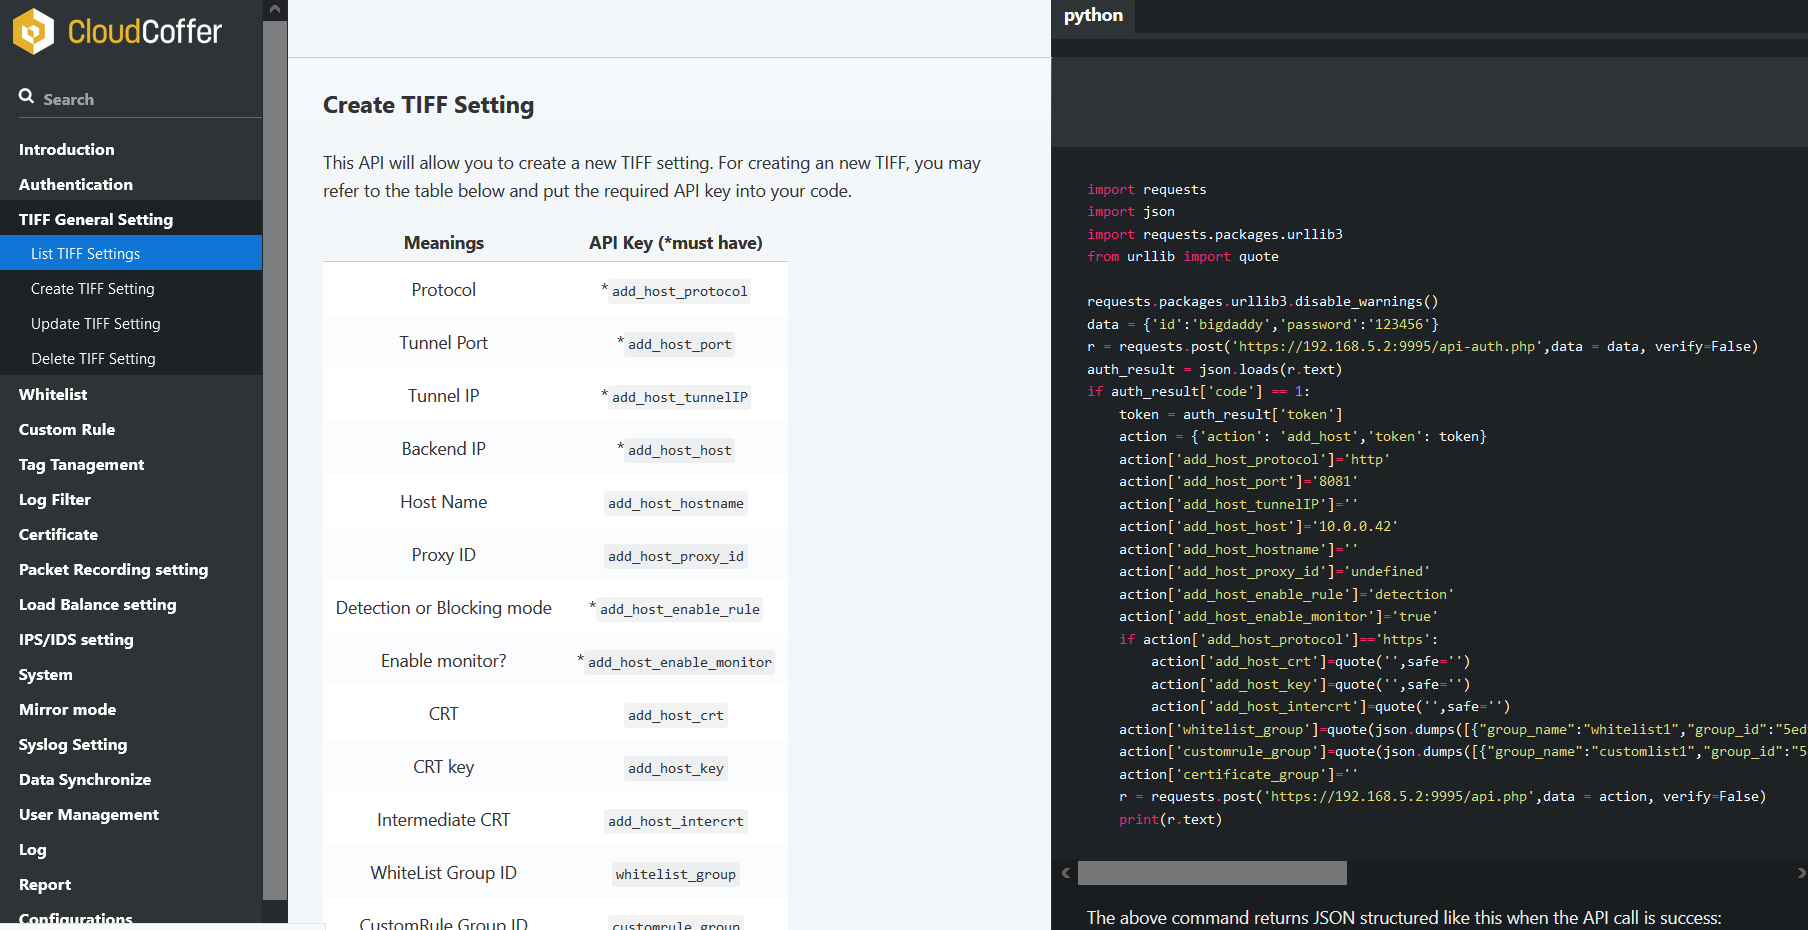 CloudCoffer
Search
Introduction
Authentication
TIFF General Setting
List TIFF Settings
Create TIFF Setting
Update TIFF Setting
Delete TIFF Setting
Whitelist
Custom Rule
Tag Tanagement
Log Filter
Certificate
Packet Recording setting
Load Balance setting
IPS/IDS setting
System
Mirror mode
Syslog Setting
Data Synchronize
User Management
Log
Report
Configurations
Create TIFF Setting
This API will allow you to create a new TIFF setting. For creating an new TIFF, you may
refer to the table below and put the required API key into your code.
Meanings API Key (*must have)
Protocol *add_host_protocol
Tunnel Port *add_host_port
Tunnel IP *add_host_tunnelIP
Backend IP *add_host_host
Host Name add_host_hostname
Proxy ID add_host_proxy_id
Detection or Blocking mode *add_host_enable_rule
Enable monitor? *add_host_enable_monitor
CRT add_host_crt
CRT key add_host_key
Intermediate CRT add_host_intercrt
WhiteList Group ID whitelist_group
CustomRule Group ID customrule_group
python
import requests
import json
import requests.packages.urllib3
from urllib import quote
requests.packages.urllib3.disable_warnings()
data = {'id':'bigdaddy','password':'123456'}
r = requests.post('https://192.168.5.2:9995/api-auth.php',data = data, verify=False)
auth_result = json.loads(r.text)
if auth_result['code'] == 1:
    token = auth_result['token']
    action = {'action': 'add_host','token': token}
    action['add_host_protocol']='http'
    action['add_host_port']='8081'
    action['add_host_tunnelIP']=''
    action['add_host_host']='10.0.0.42'
    action['add_host_hostname']=''
    action['add_host_proxy_id']='undefined'
    action['add_host_enable_rule']='detection'
    action['add_host_enable_monitor']='true'
    if action['add_host_protocol']=='https':
        action['add_host_crt']=quote('',safe='')
        action['add_host_key']=quote('',safe='')
        action['add_host_intercrt']=quote('',safe='')
    action['whitelist_group']=quote(json.dumps([{"group_name":"whitelist1","group_id":"5ed
    action['customrule_group']=quote(json.dumps([{"group_name":"customlist1","group_id":"5
    action['certificate_group']=''
    r = requests.post('https://192.168.5.2:9995/api.php',data = action, verify=False)
    print(r.text)
The above command returns JSON structured like this when the API call is success: